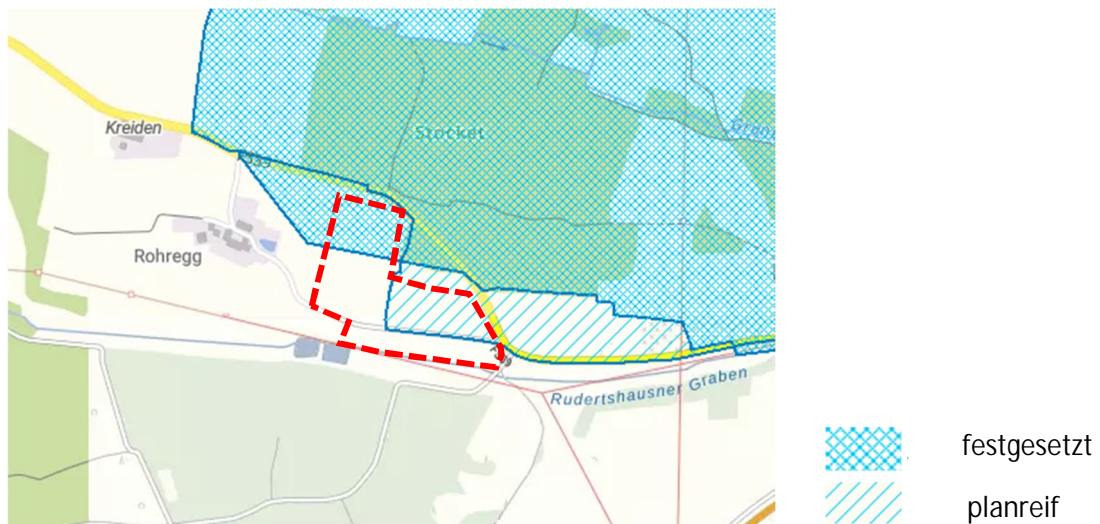 Kreiden
Stocket
Rohregg
Rudertshausner Graben
festgesetzt
planreif